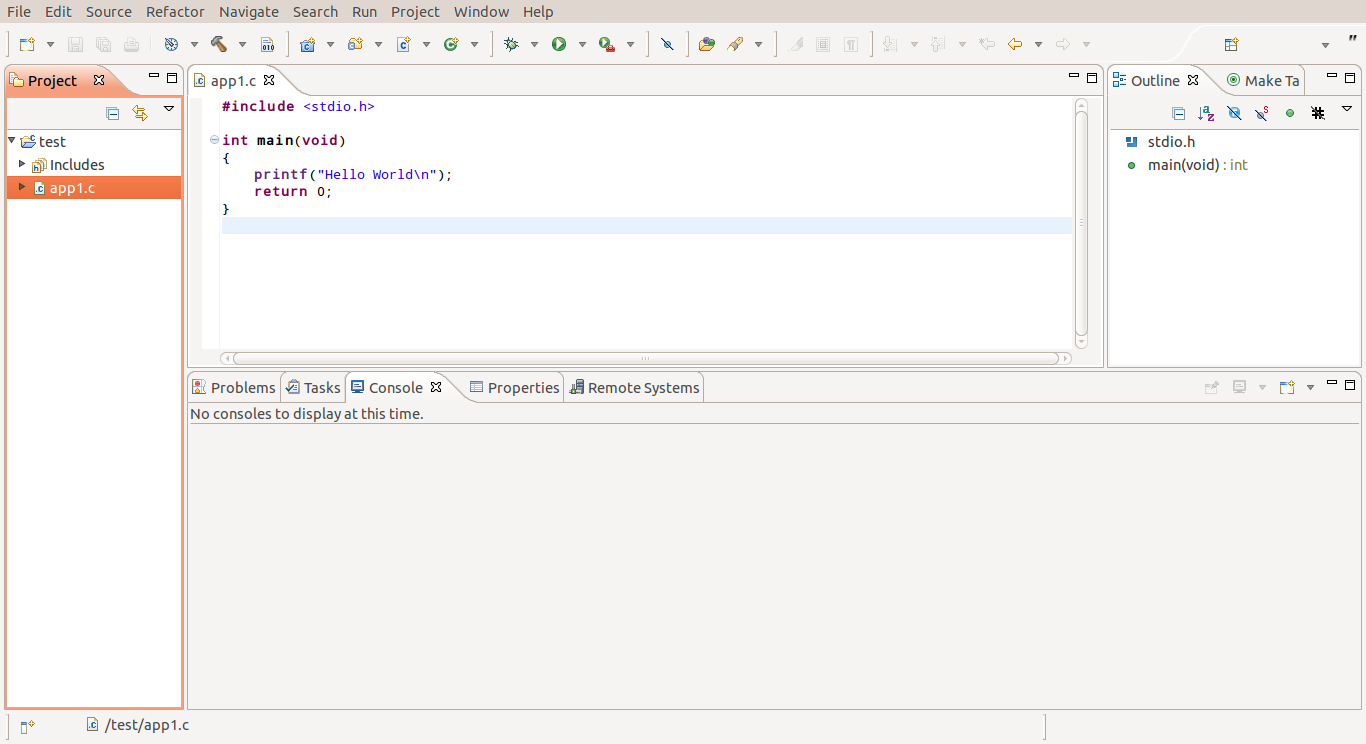 File Edit Source Refactor Navigate Search Run Project Window Help
010
"
Project
test
Includes
app1.c
app1.c
#include <stdio.h>
int main(void)
{
printf("Hello World\n");
return 0;
}
Outline Make Ta
stdio.h
main(void) : int
Problems Tasks Console Properties Remote Systems
No consoles to display at this time.
/test/app1.c